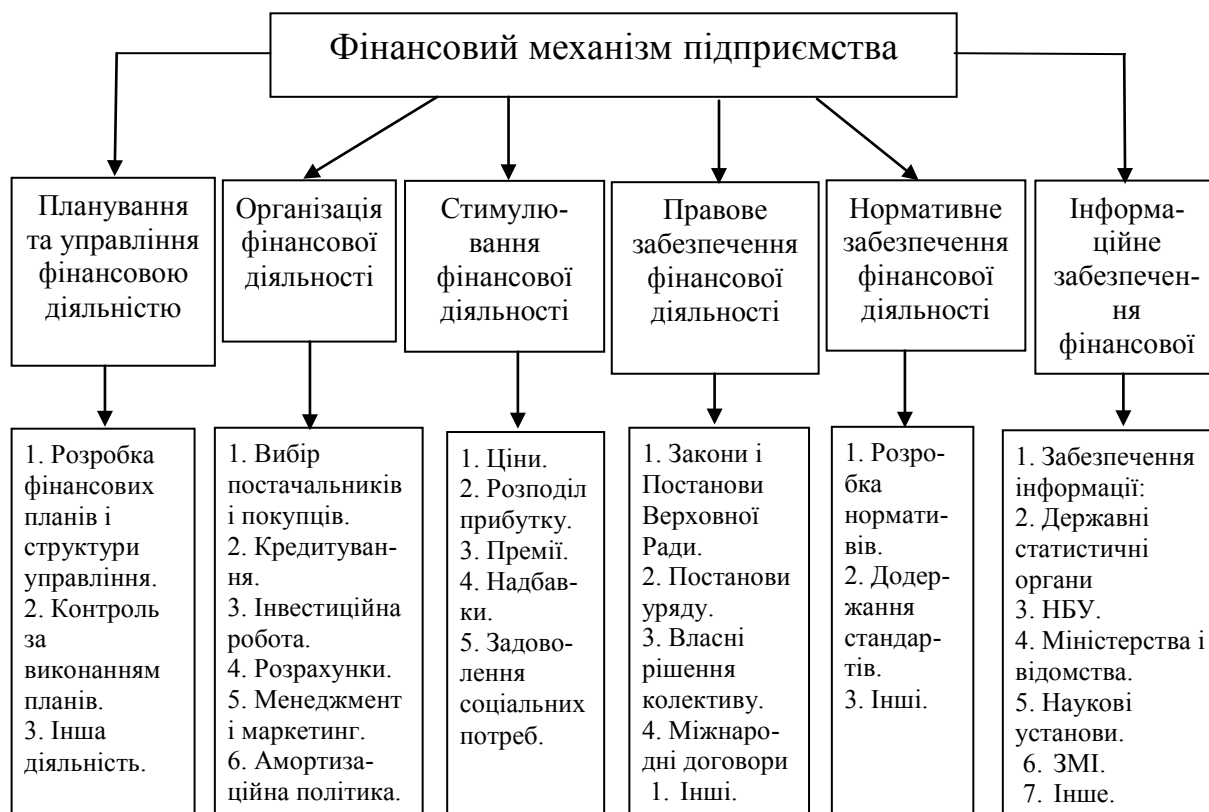 Фінансовий механізм підприємства
Планування
та управління
фінансовою
діяльністю
Організація
фінансової
діяльності
Стимулю-
вання
фінансової
діяльності
Правове
забезпечення
фінансової
діяльності
Нормативне
забезпечення
фінансової
діяльності
Інформа-
ційне
забезпечен-
ня
фінансової
1. Розробка
фінансових
планів і
структури
управління.
2. Контроль
за
виконанням
планів.
3. Інша
діяльність.
1. Вибір
постачальників
і покупців.
2. Кредитуван-
ня.
3. Інвестиційна
робота.
4. Розрахунки.
5. Менеджмент
і маркетинг.
6. Амортиза-
ційна політика.
1. Ціни.
2. Розподіл
прибутку.
3. Премії.
4. Надбав-
ки.
5. Задово-
лення
соціальних
потреб.
1. Закони і
Постанови
Верховної
Ради.
2. Постанови
уряду.
3. Власні
рішення
колективу.
4. Міжнаро-
дні договори
1. Інші.
1. Розро-
бка
нормати-
вів.
2. Додер-
жання
стандар-
тів.
3. Інші.
1. Забезпечення
інформації:
2. Державні
статистичні
органи
3. НБУ.
4. Міністерства і
відомства.
5. Наукові
установи.
6. ЗМІ.
7. Інше.